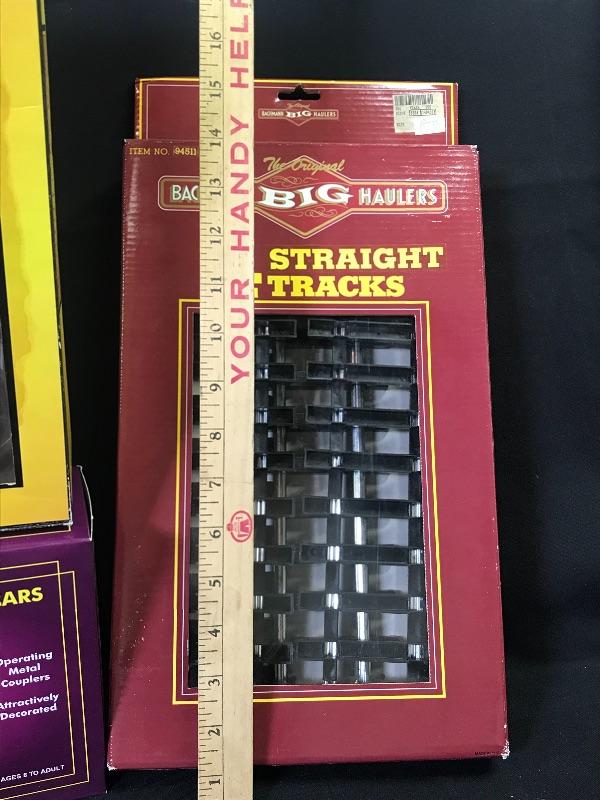 BACHMANN BIG HAULERS
ITEM NO. 94511
The Original
BAC BIG HAULERS
STRAIGHT
TRACKS
YOUR HANDY HELP
16
15
14
13
12
11
10
9
8
7
6
5
4
3
2
1
CARS
Operating
Metal
Couplers
Attractively
Decorated
AGES 8 TO ADULT